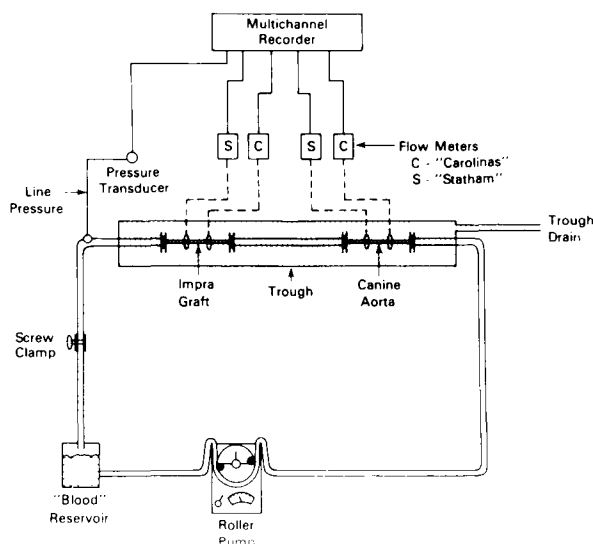 Multichannel
Recorder
S
C
S
C
Flow Meters
C - "Carolinas"
S - "Statham"
Pressure
Transducer
Line
Pressure
Trough
Drain
Impra
Graft
Trough
Canine
Aorta
Screw
Clamp
"Blood"
Reservoir
Roller
Pump